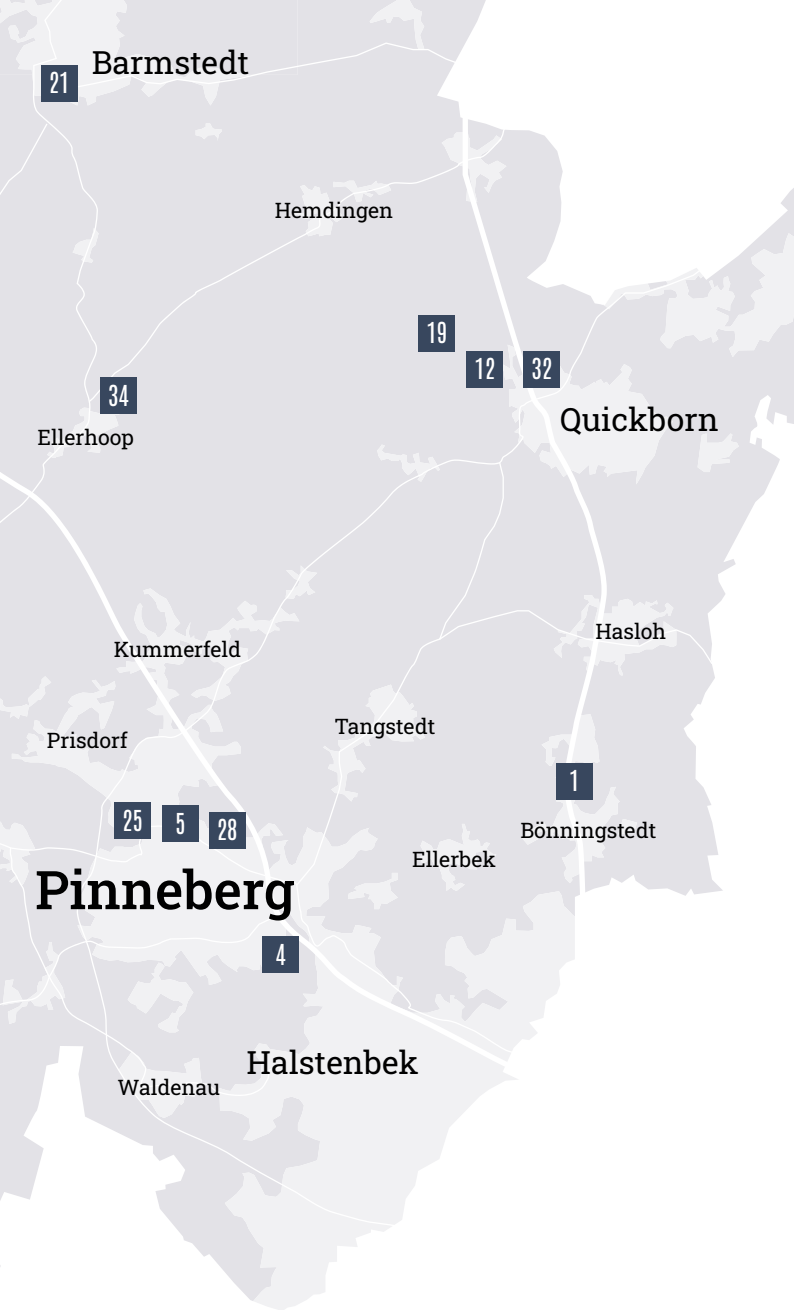 Barmstedt
21
Hemdingen
19
12
32
34
Quickborn
Ellerhoop
Hasloh
Kummerfeld
Tangstedt
Prisdorf
1
25
5
28
Bönningstedt
Ellerbek
Pinneberg
4
Halstenbek
Waldenau